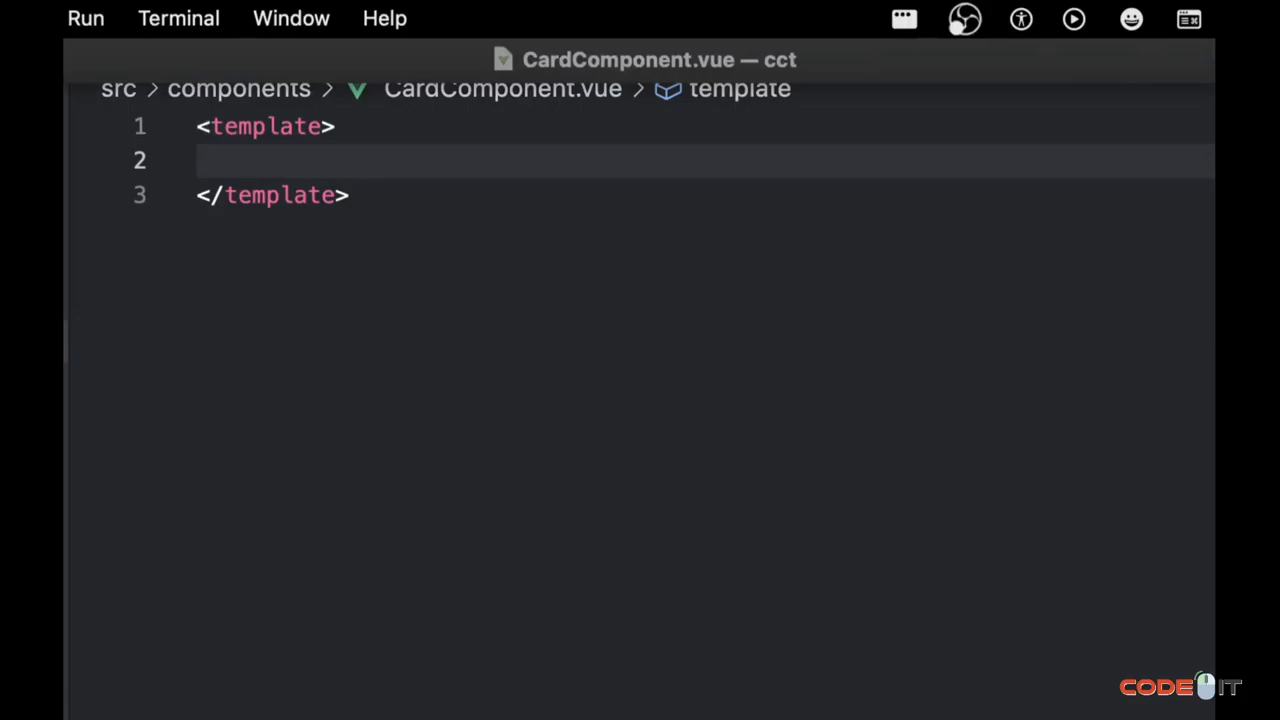 Run Terminal Window Help
CardComponent.vue — cct
src > components > CardComponent.vue > template
1 <template>
2
3 </template>
CODE IT